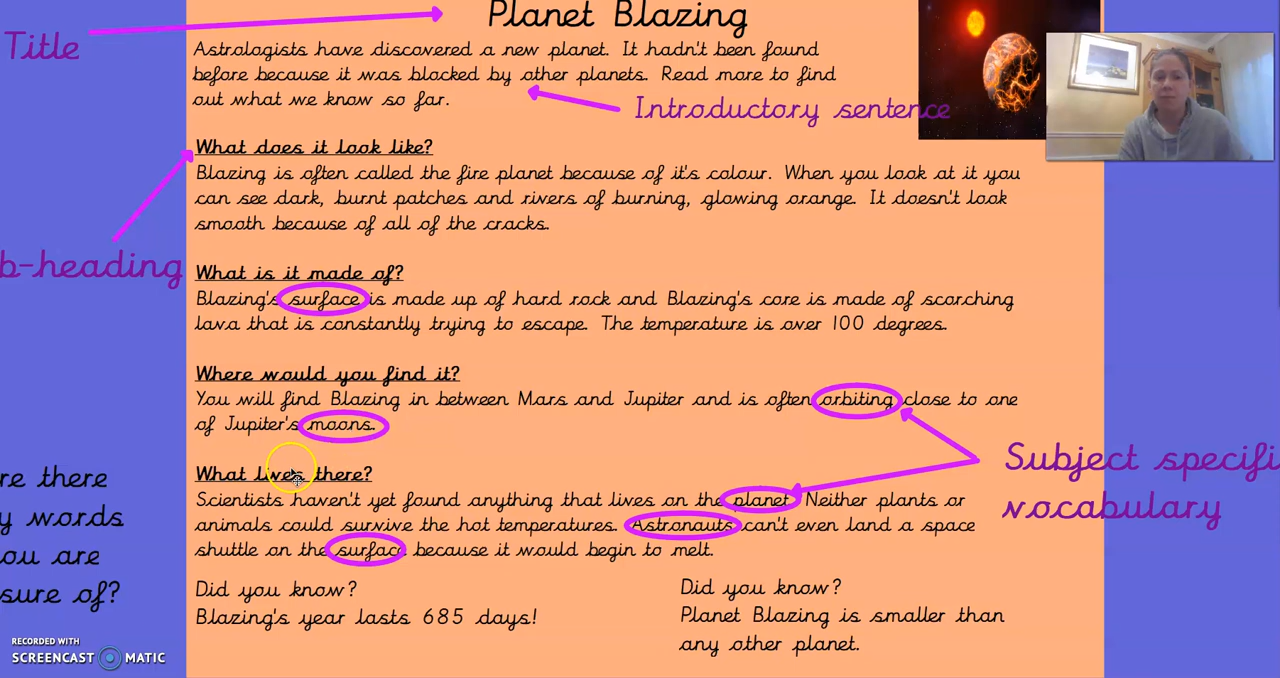 Planet Blazing
Title
Astrologists have discovered a new planet. It hadn't been found
before because it was blocked by other planets. Read more to find
out what we know so far.
Introductory sentence
What does it look like?
Blazing is often called the fire planet because of it's colour. When you look at it you
can see dark, burnt patches and rivers of burning, glowing orange. It doesn't look
smooth because of all of the cracks.
b-heading
What is it made of?
Blazing's surface is made up of hard rock and Blazing's core is made of scorching
lava that is constantly trying to escape. The temperature is over 100 degrees.
Where would you find it?
You will find Blazing in between Mars and Jupiter and is often orbiting close to one
of Jupiter's moons.
Subject specifi
vocabulary
What lives there?
Scientists haven't yet found anything that lives on the planet. Neither plants or
animals could survive the hot temperatures. Astronauts can't even land a space
shuttle on the surface because it would begin to melt.
re there
y words
ou are
sure of?
Did you know?
Blazing's year lasts 685 days!
Did you know?
Planet Blazing is smaller than
any other planet.
RECORDED WITH
SCREENCAST MATIC